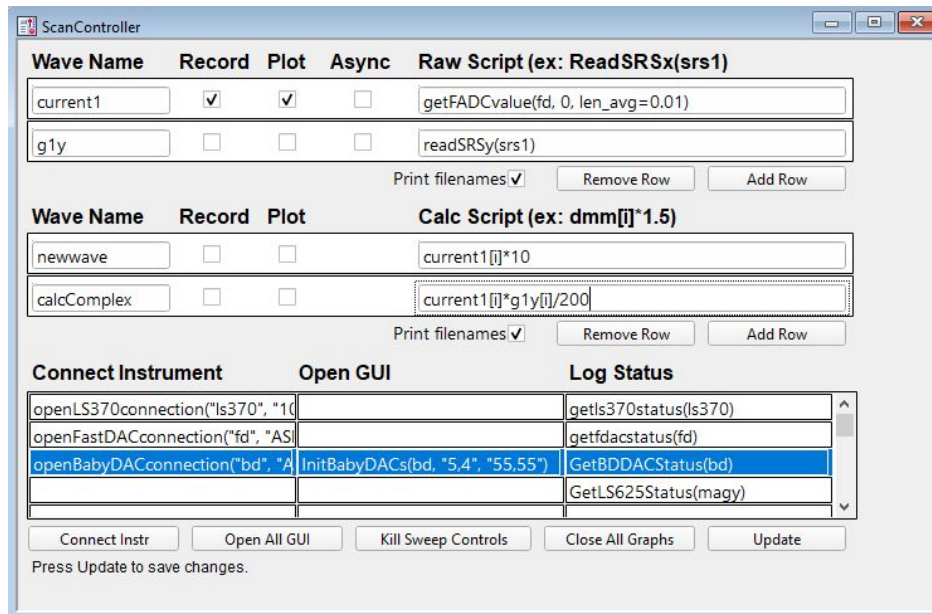 ScanController
Wave Name Record Plot Async Raw Script (ex: ReadSRSx(srs1)
current1 getFADCvalue(fd, 0, len_avg=0.01)
g1y readSRSy(srs1)
Print filenames Remove Row Add Row
Wave Name Record Plot Calc Script (ex: dmm[i]*1.5)
newwave current1[i]*10
calcComplex current1[i]*g1y[i]/200
Print filenames Remove Row Add Row
Connect Instrument Open GUI Log Status
openLS370connection("ls370", "10 getls370status(ls370)
openFastDACconnection("fd", "ASI getfdacstatus(fd)
openBabyDACconnection("bd", "A InitBabyDACs(bd, "5,4", "55,55") GetBDDACStatus(bd)
GetLS625Status(magy)
Connect Instr Open All GUI Kill Sweep Controls Close All Graphs Update
Press Update to save changes.